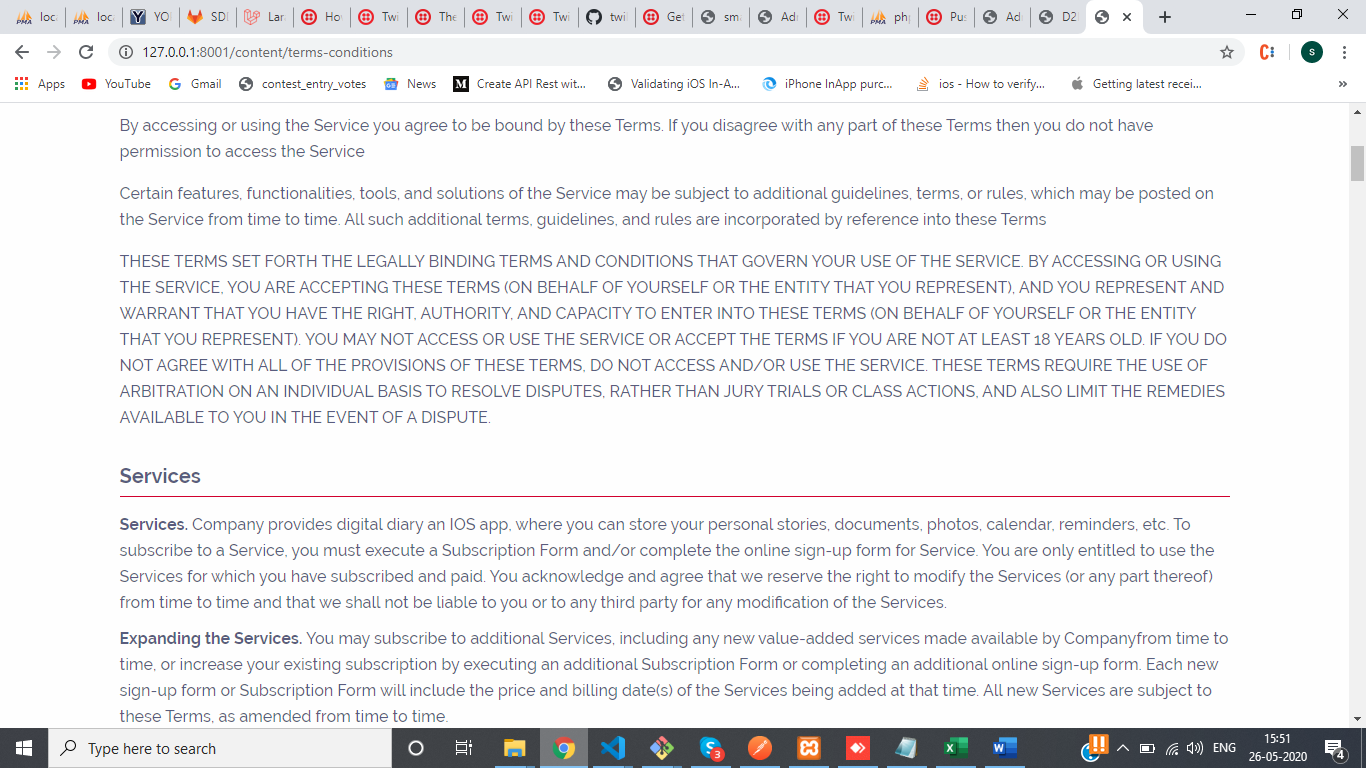 loc
loc
YO
SDI
Lar
Hov
Twi
The
Twi
Twi
twil
Get
sm
Ad
Twi
ph
Pus
Ad
D2
127.0.0.1:8001/content/terms-conditions
S
Apps YouTube Gmail contest_entry_votes News Create API Rest wit... Validating iOS In-A... iPhone InApp purc... ios - How to verify... Getting latest recei... »
By accessing or using the Service you agree to be bound by these Terms. If you disagree with any part of these Terms then you do not have
permission to access the Service
Certain features, functionalities, tools, and solutions of the Service may be subject to additional guidelines, terms, or rules, which may be posted on
the Service from time to time. All such additional terms, guidelines, and rules are incorporated by reference into these Terms
THESE TERMS SET FORTH THE LEGALLY BINDING TERMS AND CONDITIONS THAT GOVERN YOUR USE OF THE SERVICE. BY ACCESSING OR USING
THE SERVICE, YOU ARE ACCEPTING THESE TERMS (ON BEHALF OF YOURSELF OR THE ENTITY THAT YOU REPRESENT), AND YOU REPRESENT AND
WARRANT THAT YOU HAVE THE RIGHT, AUTHORITY, AND CAPACITY TO ENTER INTO THESE TERMS (ON BEHALF OF YOURSELF OR THE ENTITY
THAT YOU REPRESENT). YOU MAY NOT ACCESS OR USE THE SERVICE OR ACCEPT THE TERMS IF YOU ARE NOT AT LEAST 18 YEARS OLD. IF YOU DO
NOT AGREE WITH ALL OF THE PROVISIONS OF THESE TERMS, DO NOT ACCESS AND/OR USE THE SERVICE. THESE TERMS REQUIRE THE USE OF
ARBITRATION ON AN INDIVIDUAL BASIS TO RESOLVE DISPUTES, RATHER THAN JURY TRIALS OR CLASS ACTIONS, AND ALSO LIMIT THE REMEDIES
AVAILABLE TO YOU IN THE EVENT OF A DISPUTE.
Services
Services. Company provides digital diary an IOS app, where you can store your personal stories, documents, photos, calendar, reminders, etc. To
subscribe to a Service, you must execute a Subscription Form and/or complete the online sign-up form for Service. You are only entitled to use the
Services for which you have subscribed and paid. You acknowledge and agree that we reserve the right to modify the Services (or any part thereof)
from time to time and that we shall not be liable to you or to any third party for any modification of the Services.
Expanding the Services. You may subscribe to additional Services, including any new value-added services made available by Companyfrom time to
time, or increase your existing subscription by executing an additional Subscription Form or completing an additional online sign-up form. Each new
sign-up form or Subscription Form will include the price and billing date(s) of the Services being added at that time. All new Services are subject to
these Terms, as amended from time to time.
Type here to search
3
ENG
15:51
26-05-2020
4